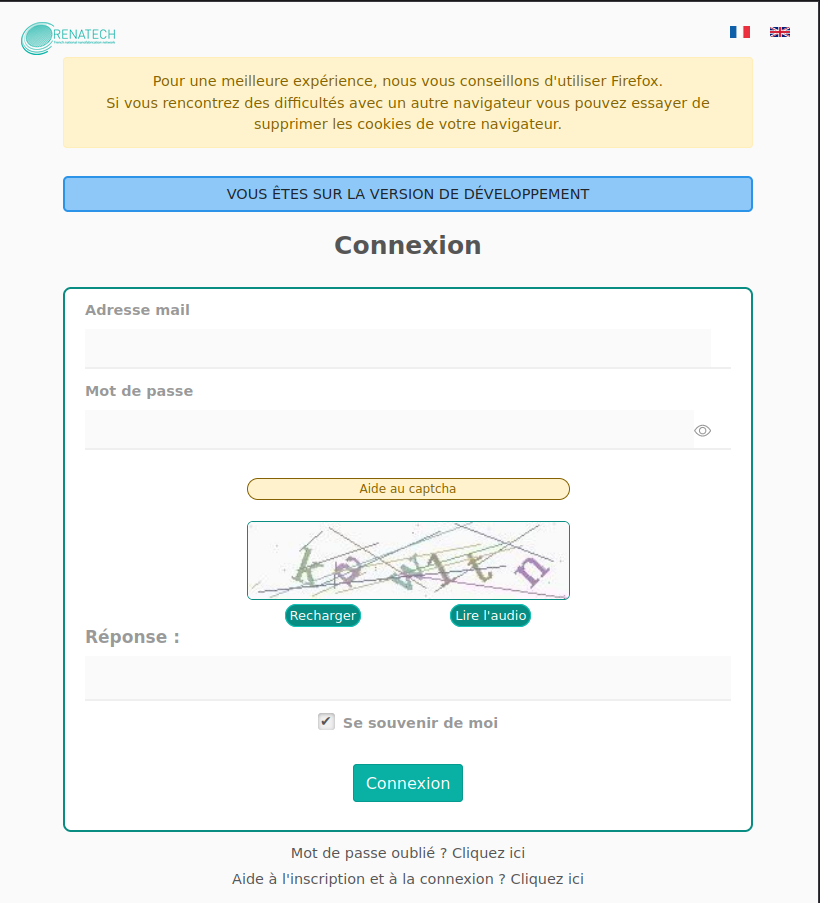 RENATECH
Pour une meilleure expérience, nous vous conseillons d'utiliser Firefox.
Si vous rencontrez des difficultés avec un autre navigateur vous pouvez essayer de
supprimer les cookies de votre navigateur.
VOUS ÊTES SUR LA VERSION DE DÉVELOPPEMENT
Connexion
Adresse mail
Mot de passe
Aide au captcha
Recharger Lire l'audio
Réponse :
Se souvenir de moi
Connexion
Mot de passe oublié ? Cliquez ici
Aide à l'inscription et à la connexion ? Cliquez ici